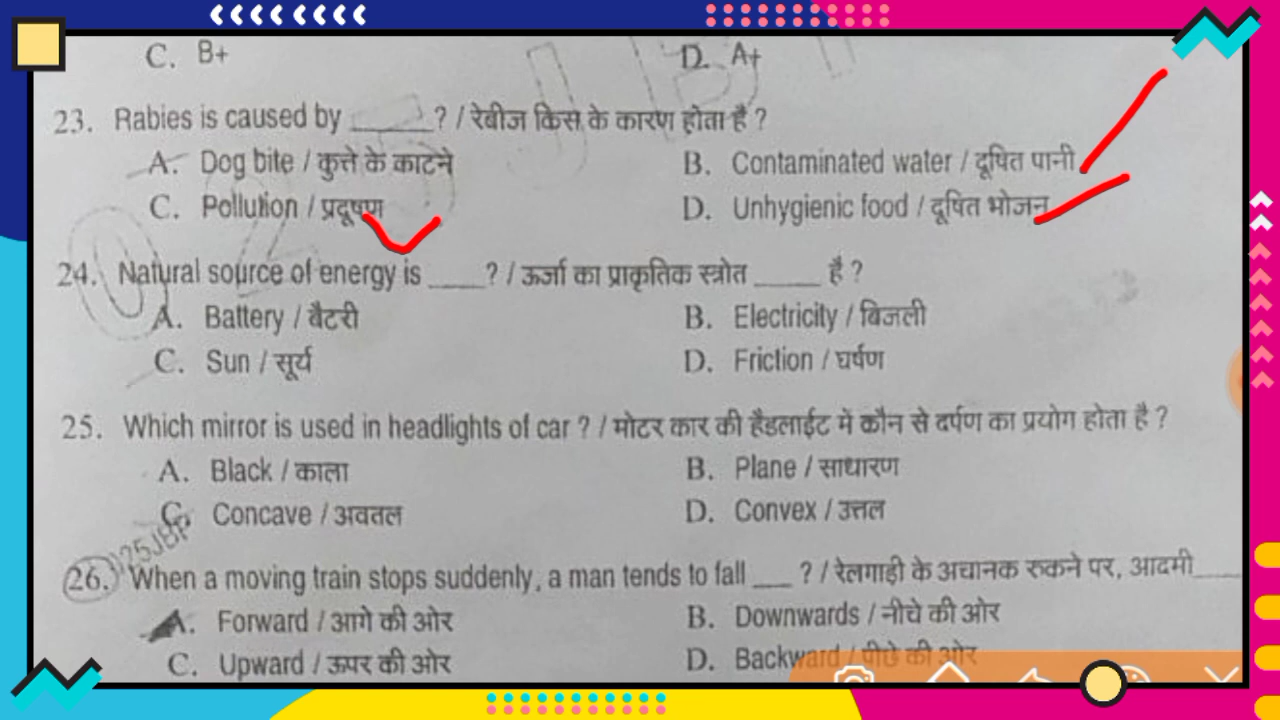 C. B+ D. A+
23. Rabies is caused by ______? / रेबीज किस के कारण होता है ?
A. Dog bite / कुत्ते के काटने B. Contaminated water / दूषित पानी
C. Pollution / प्रदूषण D. Unhygienic food / दूषित भोजन
24. Natural source of energy is ____? / ऊर्जा का प्राकृतिक स्त्रोत _____ है ?
A. Battery / बैटरी B. Electricity / बिजली
C. Sun / सूर्य D. Friction / घर्षण
25. Which mirror is used in headlights of car ? / मोटर कार की हैडलाईट में कौन से दर्पण का प्रयोग होता है ?
A. Black / काला B. Plane / साधारण
C. Concave / अवतल D. Convex / उत्तल
26. When a moving train stops suddenly, a man tends to fall ___ ? / रेलगाड़ी के अचानक रुकने पर, आदमी ___
A. Forward / आगे की ओर B. Downwards / नीचे की ओर
C. Upward / ऊपर की ओर D. Backward / पीछे की ओर